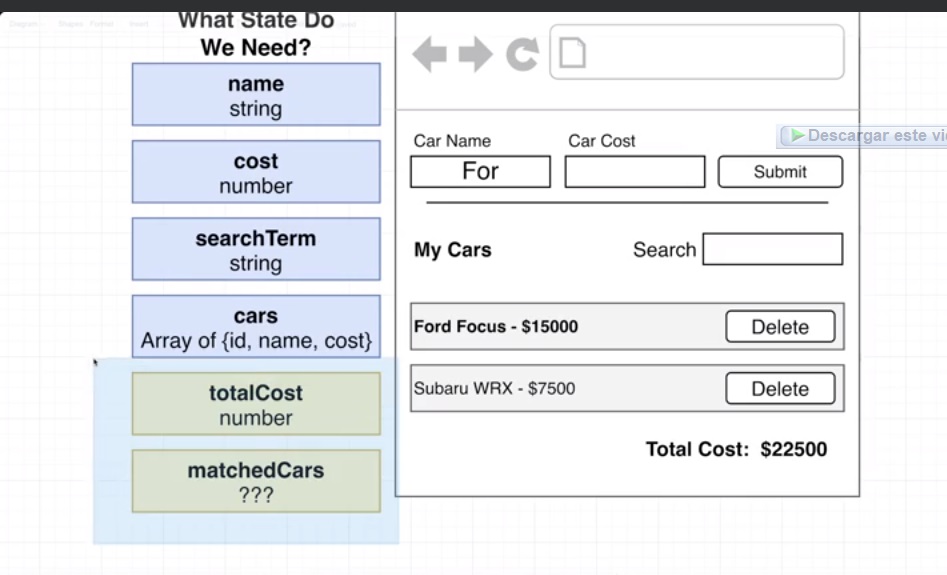 What State Do
We Need?
name
string
cost
number
searchTerm
string
cars
Array of {id, name, cost}
totalCost
number
matchedCars
???
Car Name
Car Cost
For
Submit
Descargar este
My Cars
Search
Ford Focus - $15000
Delete
Subaru WRX - $7500
Delete
Total Cost: $22500